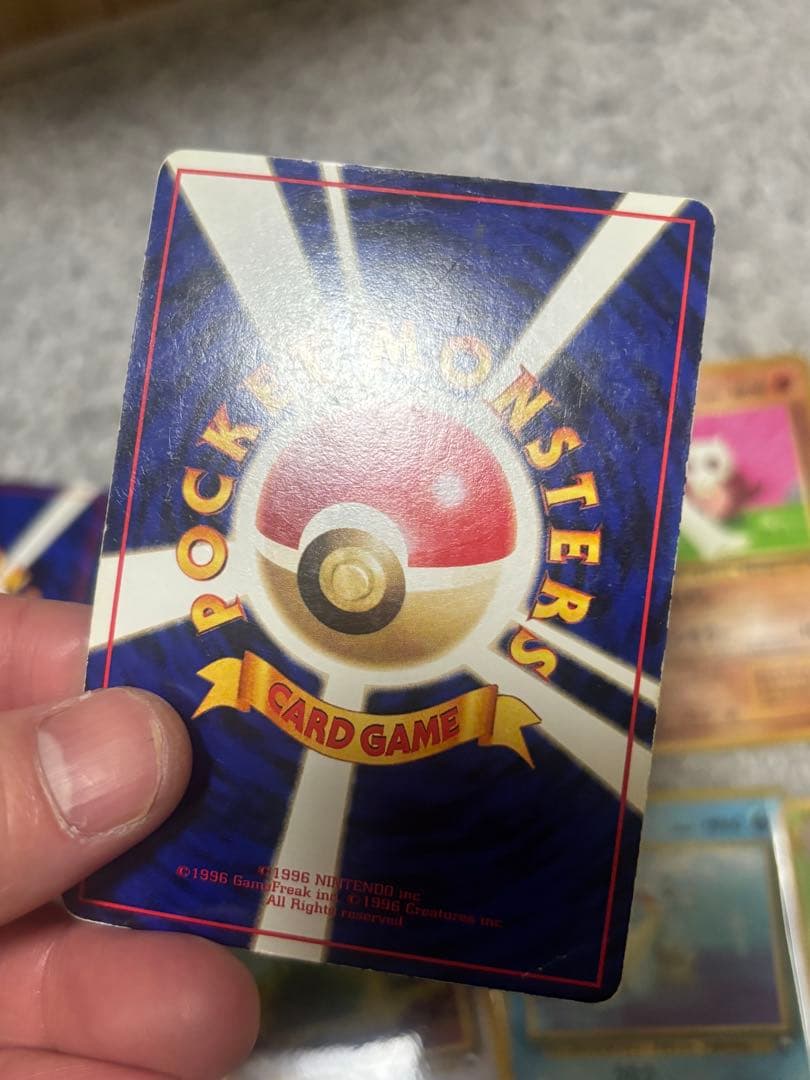 POCKET MONSTERS
CARD GAME
©1996 NINTENDO inc
©1996 GameFreak inc. ©1996 Creatures inc
All Rights reserved